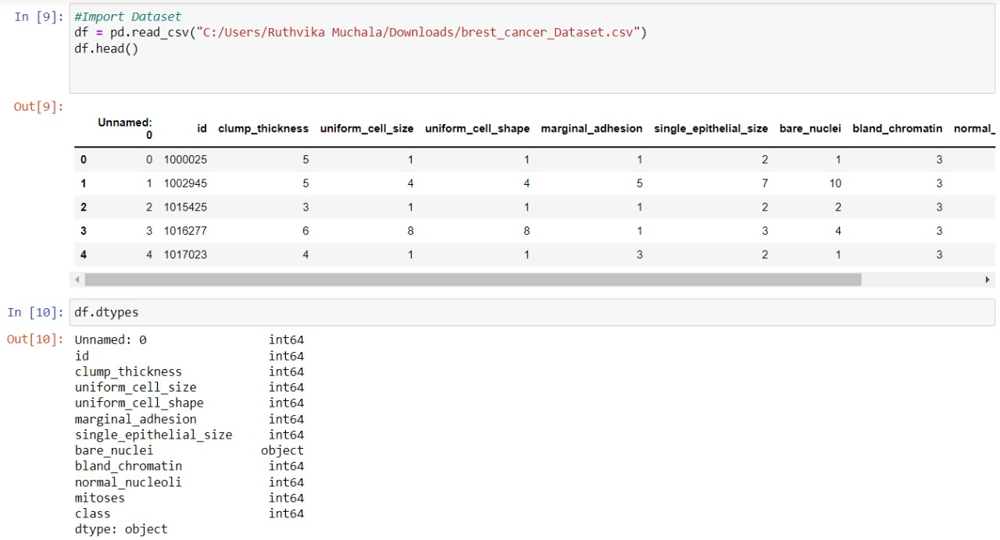 In [9]: #Import Dataset
df = pd.read_csv("C:/Users/Ruthvika Muchala/Downloads/brest_cancer_Dataset.csv")
df.head()
Out[9]:
Unnamed: 0 id clump_thickness uniform_cell_size uniform_cell_shape marginal_adhesion single_epithelial_size bare_nuclei bland_chromatin normal_
0 0 1000025 5 1 1 1 2 1 3
1 1 1002945 5 4 4 5 7 10 3
2 2 1015425 3 1 1 1 2 2 3
3 3 1016277 6 8 8 1 3 4 3
4 4 1017023 4 1 1 3 2 1 3
In [10]: df.dtypes
Out[10]: Unnamed: 0 int64
id int64
clump_thickness int64
uniform_cell_size int64
uniform_cell_shape int64
marginal_adhesion int64
single_epithelial_size int64
bare_nuclei object
bland_chromatin int64
normal_nucleoli int64
mitoses int64
class int64
dtype: object